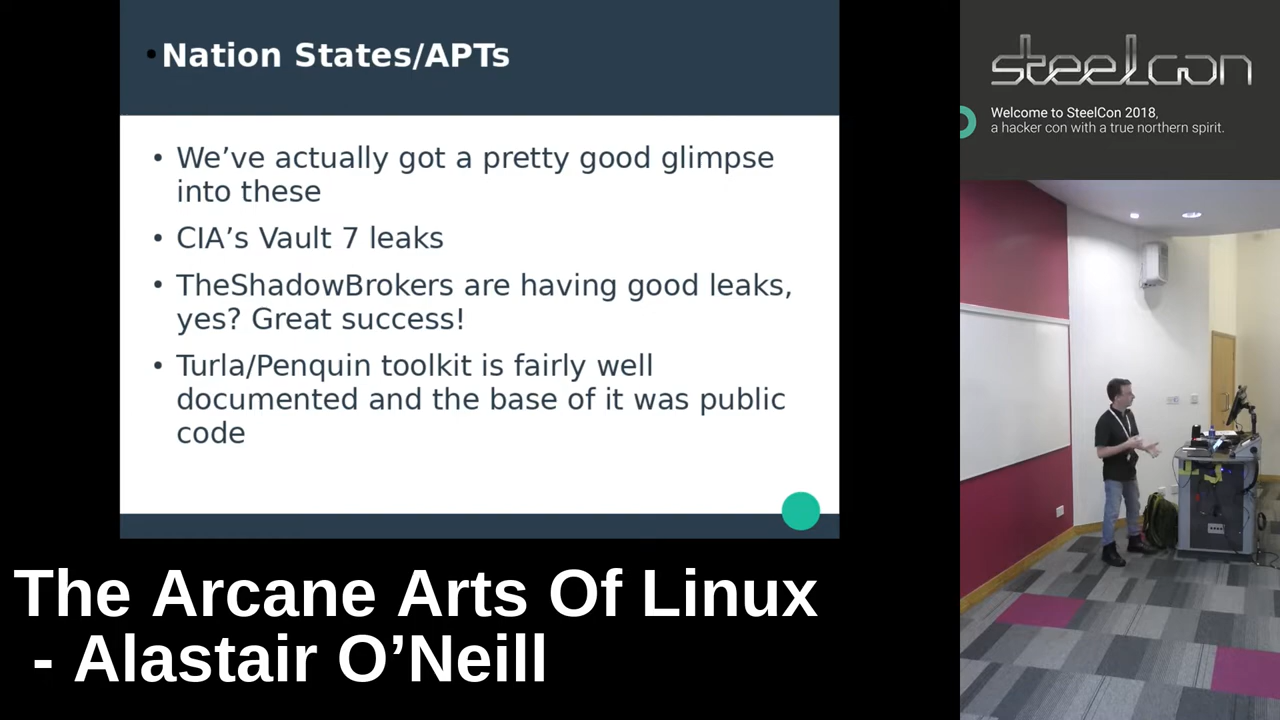 •Nation States/APTs
• We’ve actually got a pretty good glimpse
into these
• CIA’s Vault 7 leaks
• TheShadowBrokers are having good leaks,
yes? Great success!
• Turla/Penquin toolkit is fairly well
documented and the base of it was public
code
The Arcane Arts Of Linux
- Alastair O’Neill
steelcon
Welcome to SteelCon 2018,
a hacker con with a true northern spirit.